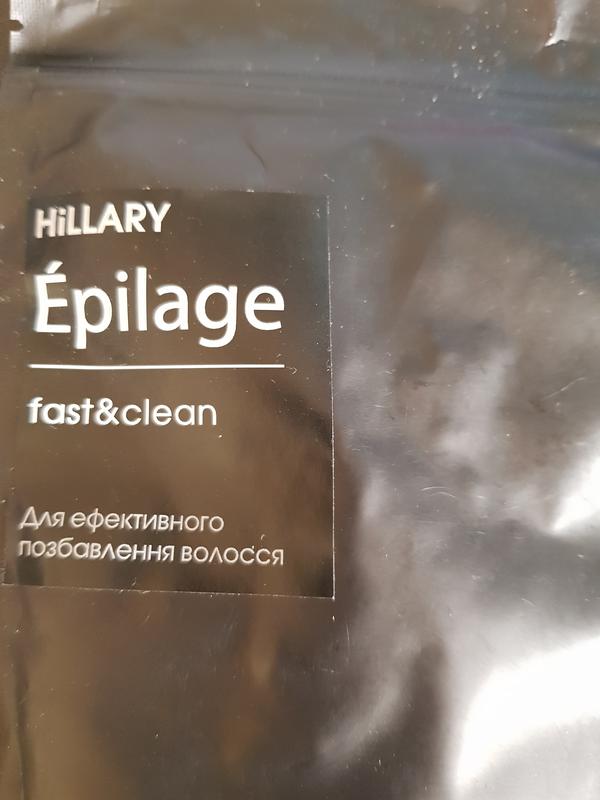 HiLLARY
Épilage
fast&clean
Для ефективного
позбавлення волосся